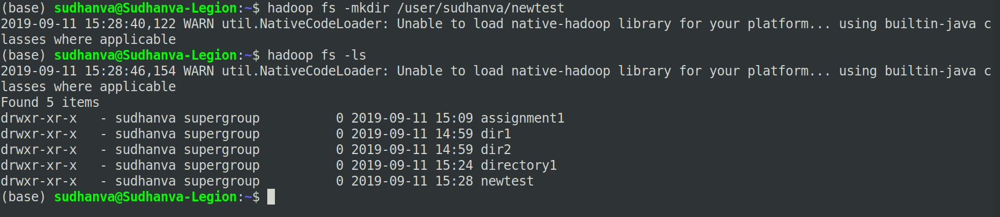 (base) sudhanva@Sudhanva-Legion:~$ hadoop fs -mkdir /user/sudhanva/newtest
2019-09-11 15:28:40,122 WARN util.NativeCodeLoader: Unable to load native-hadoop library for your platform... using builtin-java c
lasses where applicable
(base) sudhanva@Sudhanva-Legion:~$ hadoop fs -ls
2019-09-11 15:28:46,154 WARN util.NativeCodeLoader: Unable to load native-hadoop library for your platform... using builtin-java c
lasses where applicable
Found 5 items
drwxr-xr-x   - sudhanva supergroup          0 2019-09-11 15:09 assignment1
drwxr-xr-x   - sudhanva supergroup          0 2019-09-11 14:59 dir1
drwxr-xr-x   - sudhanva supergroup          0 2019-09-11 14:59 dir2
drwxr-xr-x   - sudhanva supergroup          0 2019-09-11 15:24 directory1
drwxr-xr-x   - sudhanva supergroup          0 2019-09-11 15:28 newtest
(base) sudhanva@Sudhanva-Legion:~$